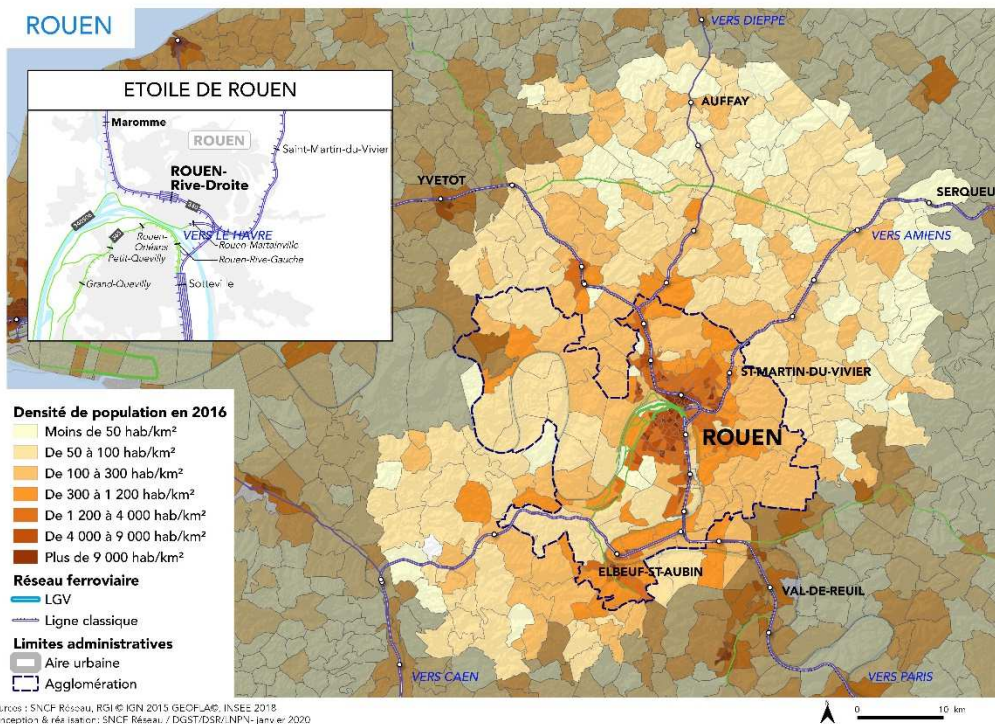 ROUEN
ETOILE DE ROUEN
Maromme
ROUEN
Saint-Martin-du-Vivier
ROUEN-
Rive-Droite
340
340306
VERS LE HAVRE
Rouen-
Orléans
Rouen-Martainville
Petit-Quevilly
Rouen-Rive-Gauche
Grand-Quevilly
Sotteville
VERS DIEPPE
AUFFAY
YVETOT
SERQUEU
VERS AMIENS
ST-MARTIN-DU-VIVIER
ROUEN
ELBEUF-ST-AUBIN
VAL-DE-REUIL
VERS CAEN
VERS PARIS
Densité de population en 2016
Moins de 50 hab/km²
De 50 à 100 hab/km²
De 100 à 300 hab/km²
De 300 à 1 200 hab/km²
De 1 200 à 4 000 hab/km²
De 4 000 à 9 000 hab/km²
Plus de 9 000 hab/km²
Réseau ferroviaire
LGV
Ligne classique
Limites administratives
Aire urbaine
Agglomération
urces : SNCF Réseau, RGI © IGN 2015 GEOFLA©, INSEE 2018
nception & réalisation : SNCF Réseau / DGST/DSR/LNPN- janvier 2020
0 10 km